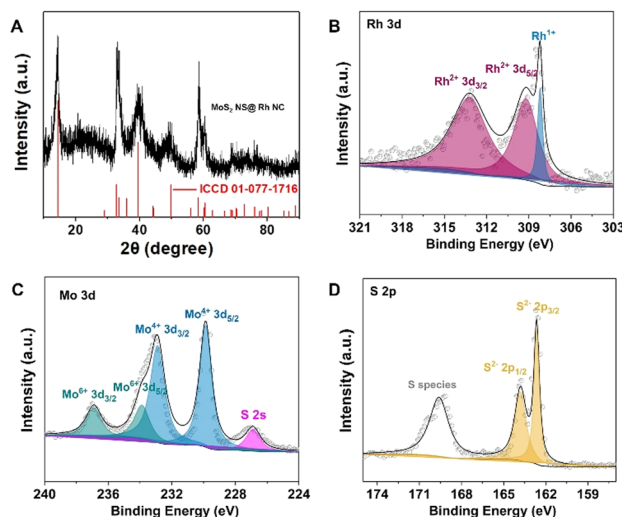 A
MoS₂ NS@ Rh NC
ICCD 01-077-1716
Intensity (a.u.)
20 40 60 80
2θ (degree)
B
Rh 3d
Rh¹⁺
Rh²⁺ 3d₅/₂
Rh²⁺ 3d₃/₂
Intensity (a.u.)
321 318 315 312 309 306 303
Binding Energy (eV)
C
Mo 3d
Mo⁴⁺ 3d₅/₂
Mo⁴⁺ 3d₃/₂
Mo⁶⁺ 3d₅/₂
Mo⁶⁺ 3d₃/₂
S 2s
Intensity (a.u.)
240 236 232 228 224
Binding Energy (eV)
D
S 2p
S²⁻ 2p₃/₂
S²⁻ 2p₁/₂
S species
Intensity (a.u.)
174 171 168 165 162 159
Binding Energy (eV)